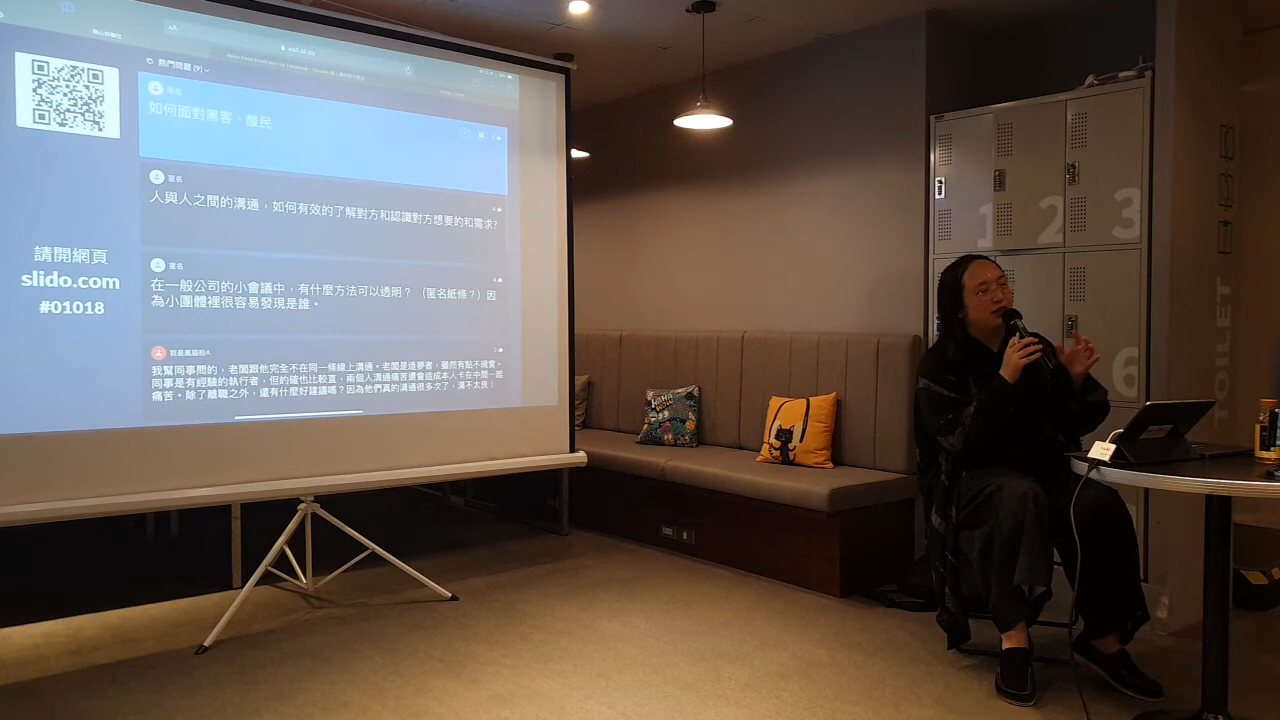 熱門問題 (9)
匿名
如何面對黑客、酸民
匿名
人與人之間的溝通，如何有效的了解對方和認識對方想要的和需求?
4
匿名
在一般公司的小會議中，有什麼方法可以透明？（匿名紙條？）因
為小團體裡很容易發現是誰。
4
我是鳳腦粉A
我幫同事問的，老闆跟他完全不在同一條線上溝通。老闆是造夢者，雖然有點不現實，
同事是有經驗的執行者，但的確也比較直，兩個人溝通痛苦還會造成本人卡在中間一起
痛苦。除了離職之外，還有什麼好建議嗎？因為他們真的溝通很多次了，溝不太良！
請開網頁
slido.com
#01018
HAHA
WOW
1
2
3
6
TOILET